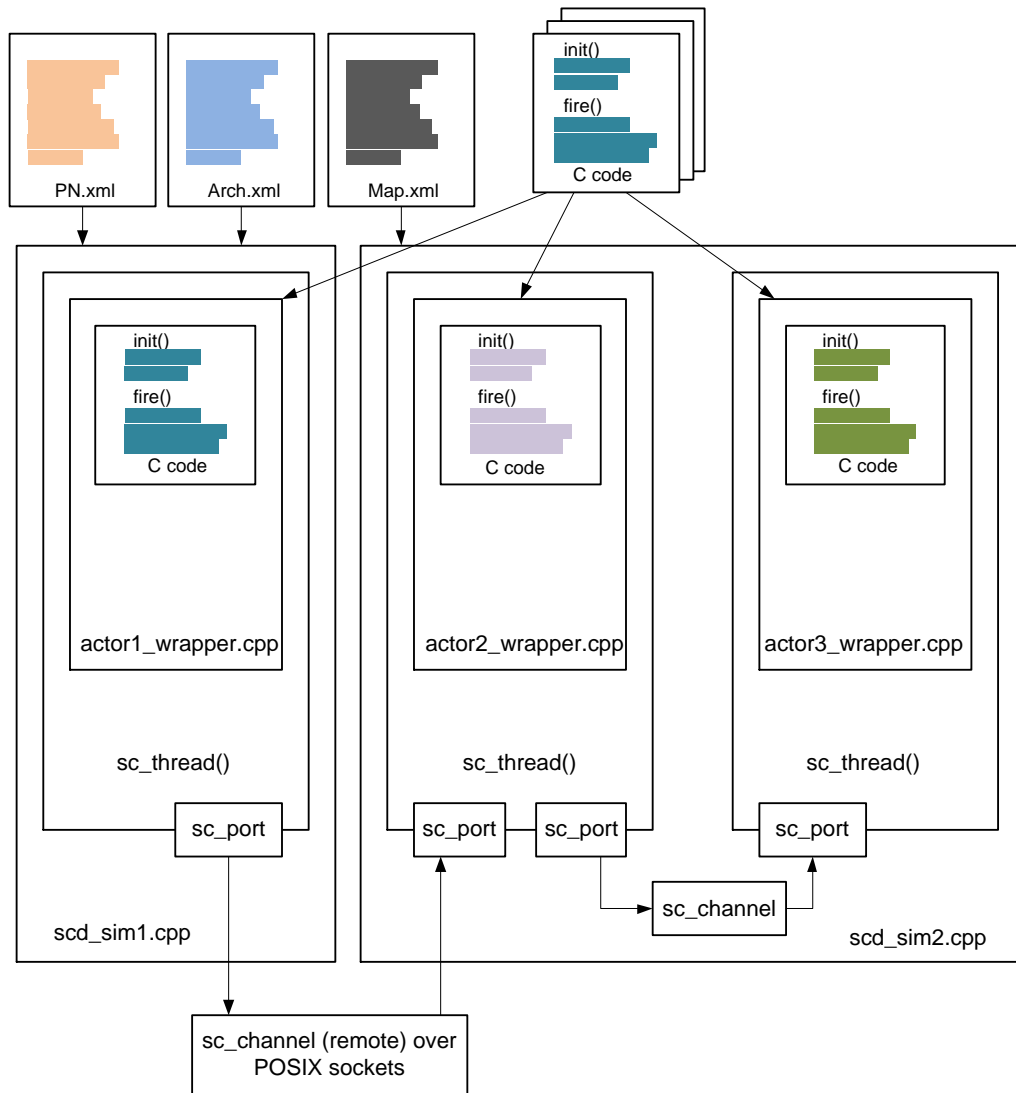 init()
fire()
C code
PN.xml
Arch.xml
Map.xml
init()
fire()
C code
init()
fire()
C code
init()
fire()
C code
actor1_wrapper.cpp
actor2_wrapper.cpp
actor3_wrapper.cpp
sc_thread()
sc_thread()
sc_thread()
sc_port
sc_port
sc_port
sc_port
sc_channel
scd_sim1.cpp
scd_sim2.cpp
sc_channel (remote) over
POSIX sockets